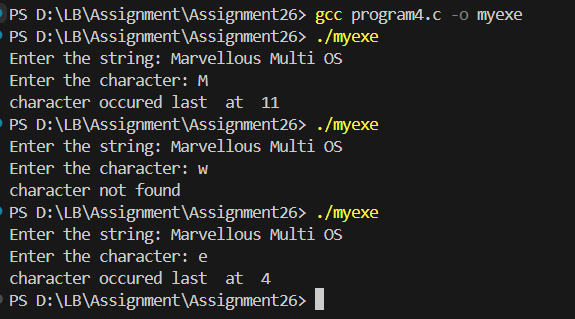 PS D:\LB\Assignment\Assignment26> gcc program4.c -o myexe
PS D:\LB\Assignment\Assignment26> ./myexe
Enter the string: Marvellous Multi OS
Enter the character: M
character occured last  at  11
PS D:\LB\Assignment\Assignment26> ./myexe
Enter the string: Marvellous Multi OS
Enter the character: w
character not found
PS D:\LB\Assignment\Assignment26> ./myexe
Enter the string: Marvellous Multi OS
Enter the character: e
character occured last  at  4
PS D:\LB\Assignment\Assignment26>